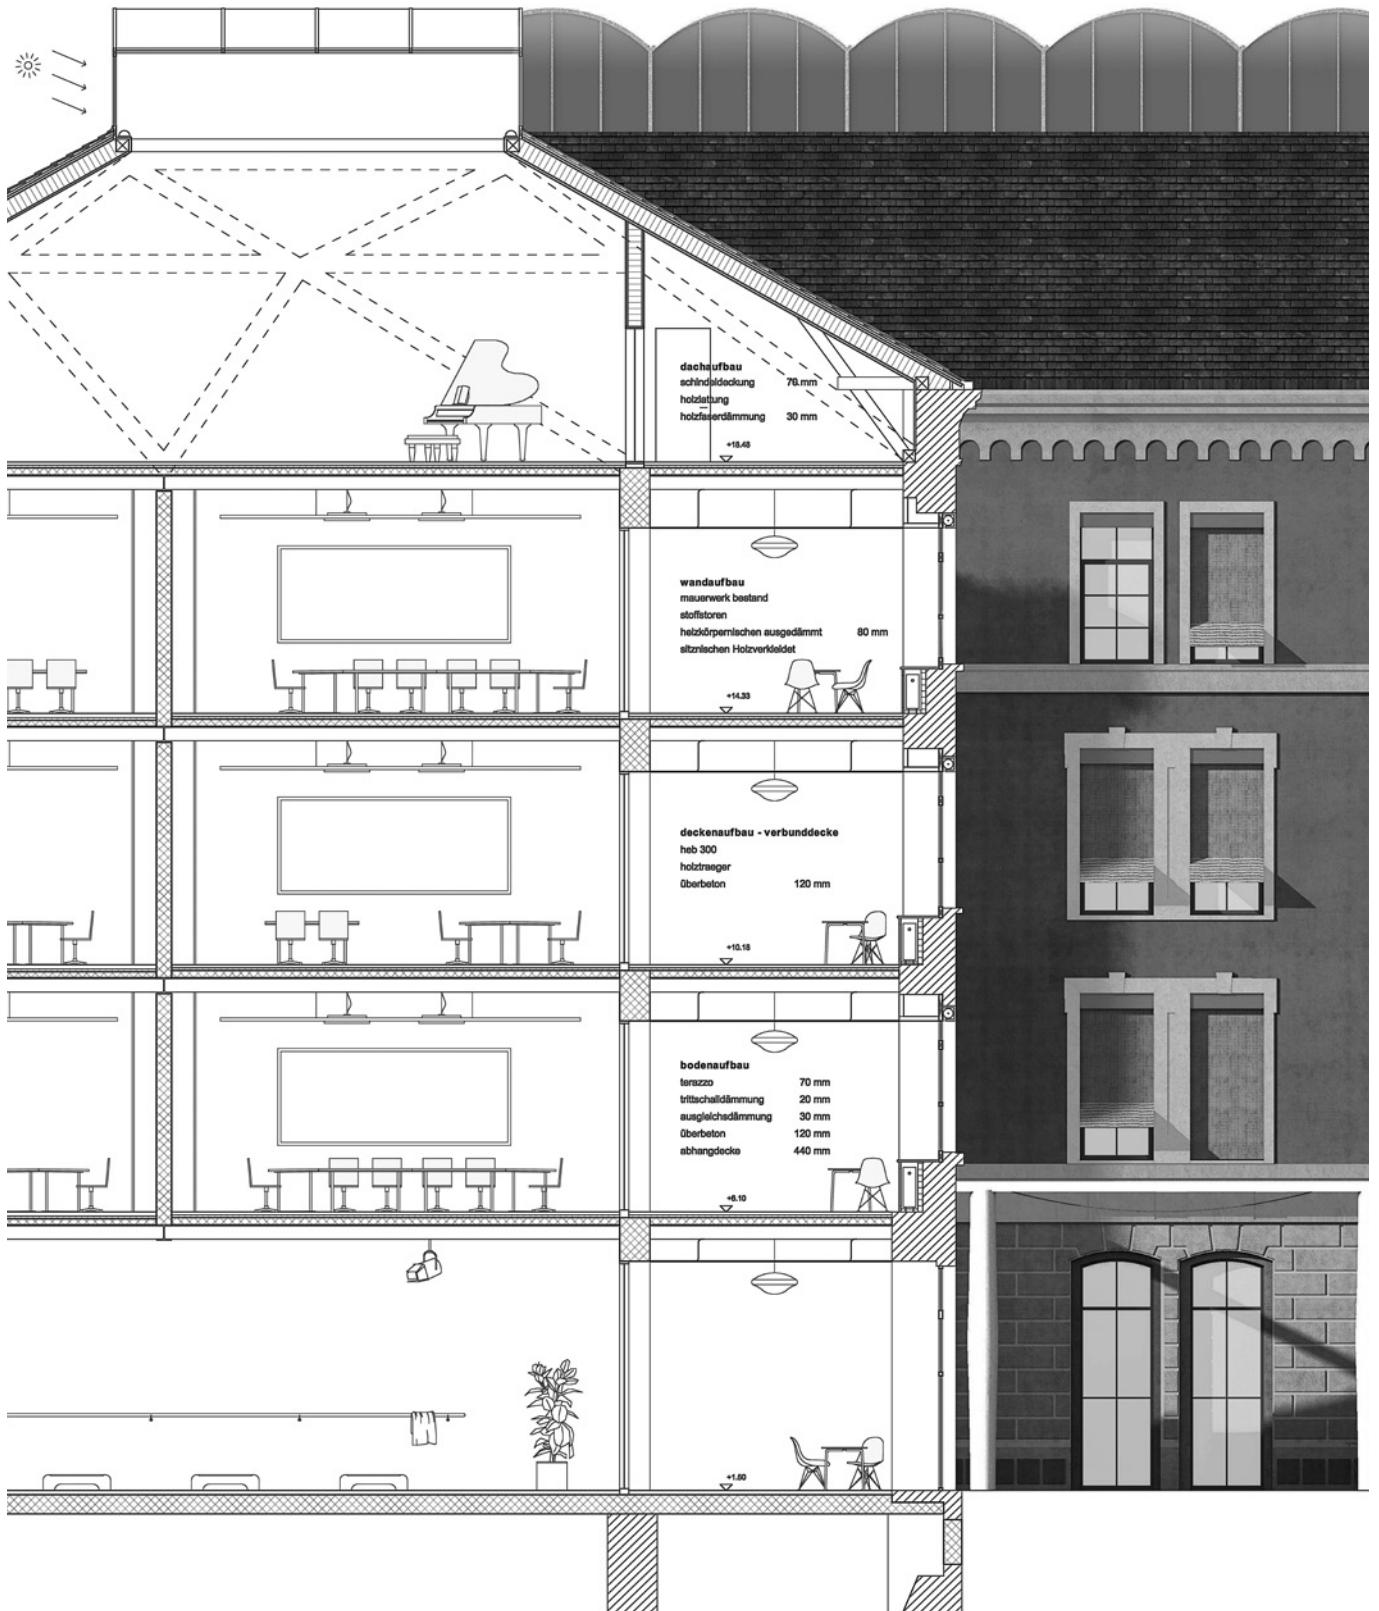 dachaufbau
schindeldeckung 76 mm
holzlattung
holzfaserdämmung 30 mm
+18.48
wandaufbau
mauerwerk bestand
stoffstoren
heizkörpernischen ausgedämmt 80 mm
sitznischen Holzverkleidet
+14.33
deckenaufbau - verbunddecke
heb 300
holztraeger
überbeton 120 mm
+10.18
bodenaufbau
terazzo 70 mm
trittschalldämmung 20 mm
ausgleichsdämmung 30 mm
überbeton 120 mm
abhangdecke 440 mm
+6.10
+1.50